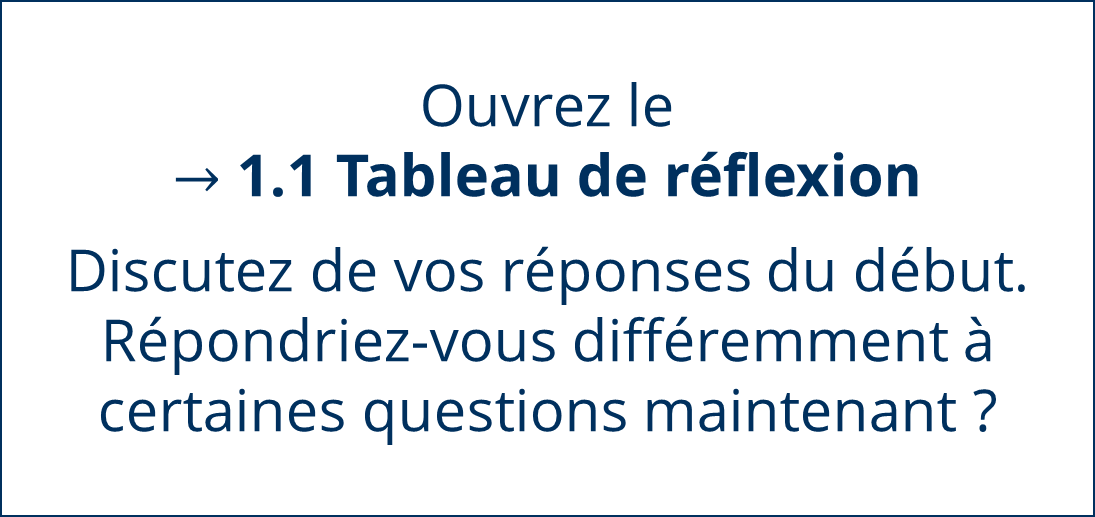 Ouvrez le
→ 1.1 Tableau de réflexion
Discutez de vos réponses du début.
Répondriez-vous différemment à
certaines questions maintenant ?